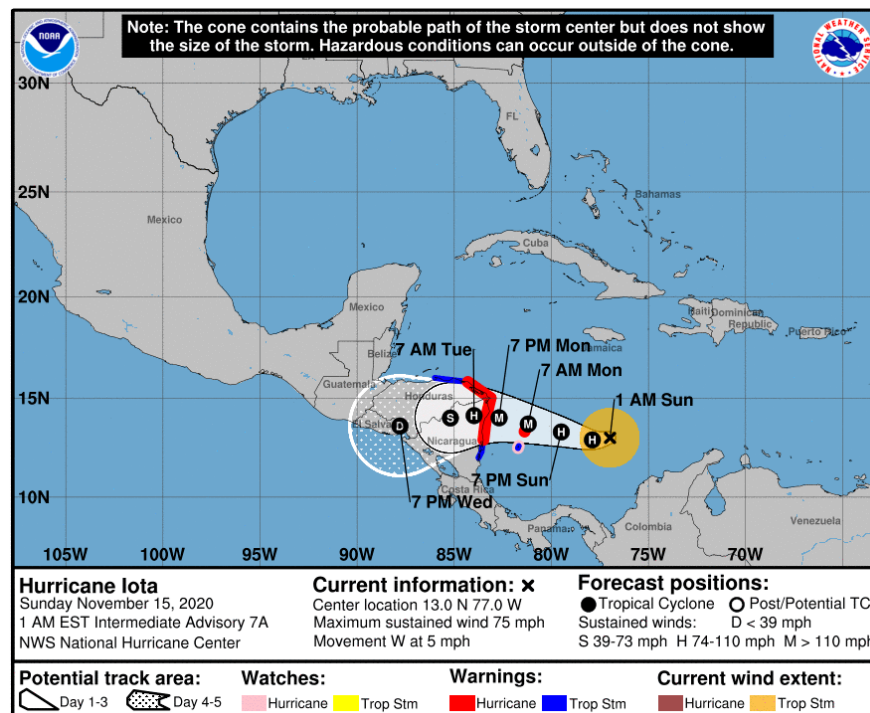 Note: The cone contains the probable path of the storm center but does not show
the size of the storm. Hazardous conditions can occur outside of the cone.
NOAA
NATIONAL WEATHER SERVICE
30N
25N
20N
15N
10N
105W
100W
95W
90W
85W
80W
75W
70W
FL
Mexico
Bahamas
Cuba
Mexico
Haiti
Dominican
Republic
Puerto Rico
Jamaica
Belize
Guatemala
Honduras
El Salva
Nicaragua
Costa Rica
Panama
Colombia
Venezuela
7 AM Tue
7 PM Mon
7 AM Mon
1 AM Sun
7 PM Sun
7 PM Wed
D
S
H
M
M
H
H
Hurricane Iota
Sunday November 15, 2020
1 AM EST Intermediate Advisory 7A
NWS National Hurricane Center
Current information: ×
Center location 13.0 N 77.0 W
Maximum sustained wind 75 mph
Movement W at 5 mph
Forecast positions:
Tropical Cyclone Post/Potential TC
Sustained winds: D < 39 mph
S 39-73 mph H 74-110 mph M > 110 mph
Potential track area:
Day 1-3 Day 4-5
Watches:
Hurricane Trop Stm
Warnings:
Hurricane Trop Stm
Current wind extent:
Hurricane Trop Stm